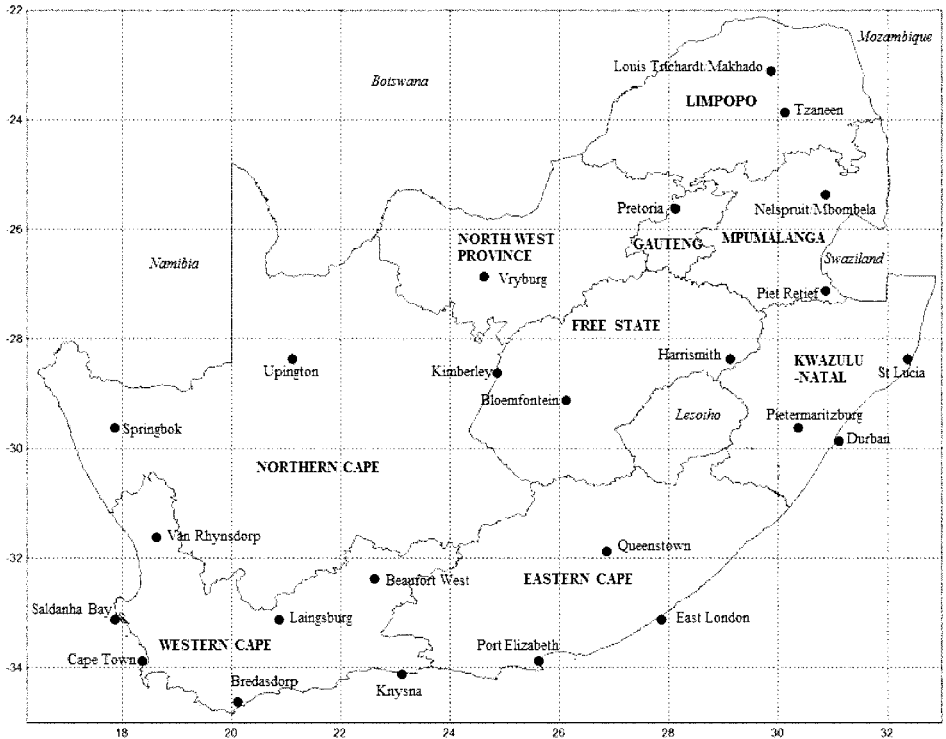 -22
Mozambique
Louis Trichardt/Makhado
Botswana
LIMPOPO
Tzaneen
-24
Pretoria
Nelspruit/Mbombela
-26
NORTH WEST
PROVINCE
GAUTENG
MPUMALANGA
Namibia
Swaziland
Vryburg
Piet Retief
FREE STATE
-28
Harrismith
KWAZULU
-NATAL
Upington
Kimberley
St Lucia
Bloemfontein
Lesotho
Pietermaritzburg
Springbok
Durban
-30
NORTHERN CAPE
Van Rhynsdorp
Queenstown
-32
Beaufort West
EASTERN CAPE
Saldanha Bay
Laingsburg
East London
WESTERN CAPE
Port Elizabeth
Cape Town
-34
Bredasdorp
Knysna
18 20 22 24 26 28 30 32